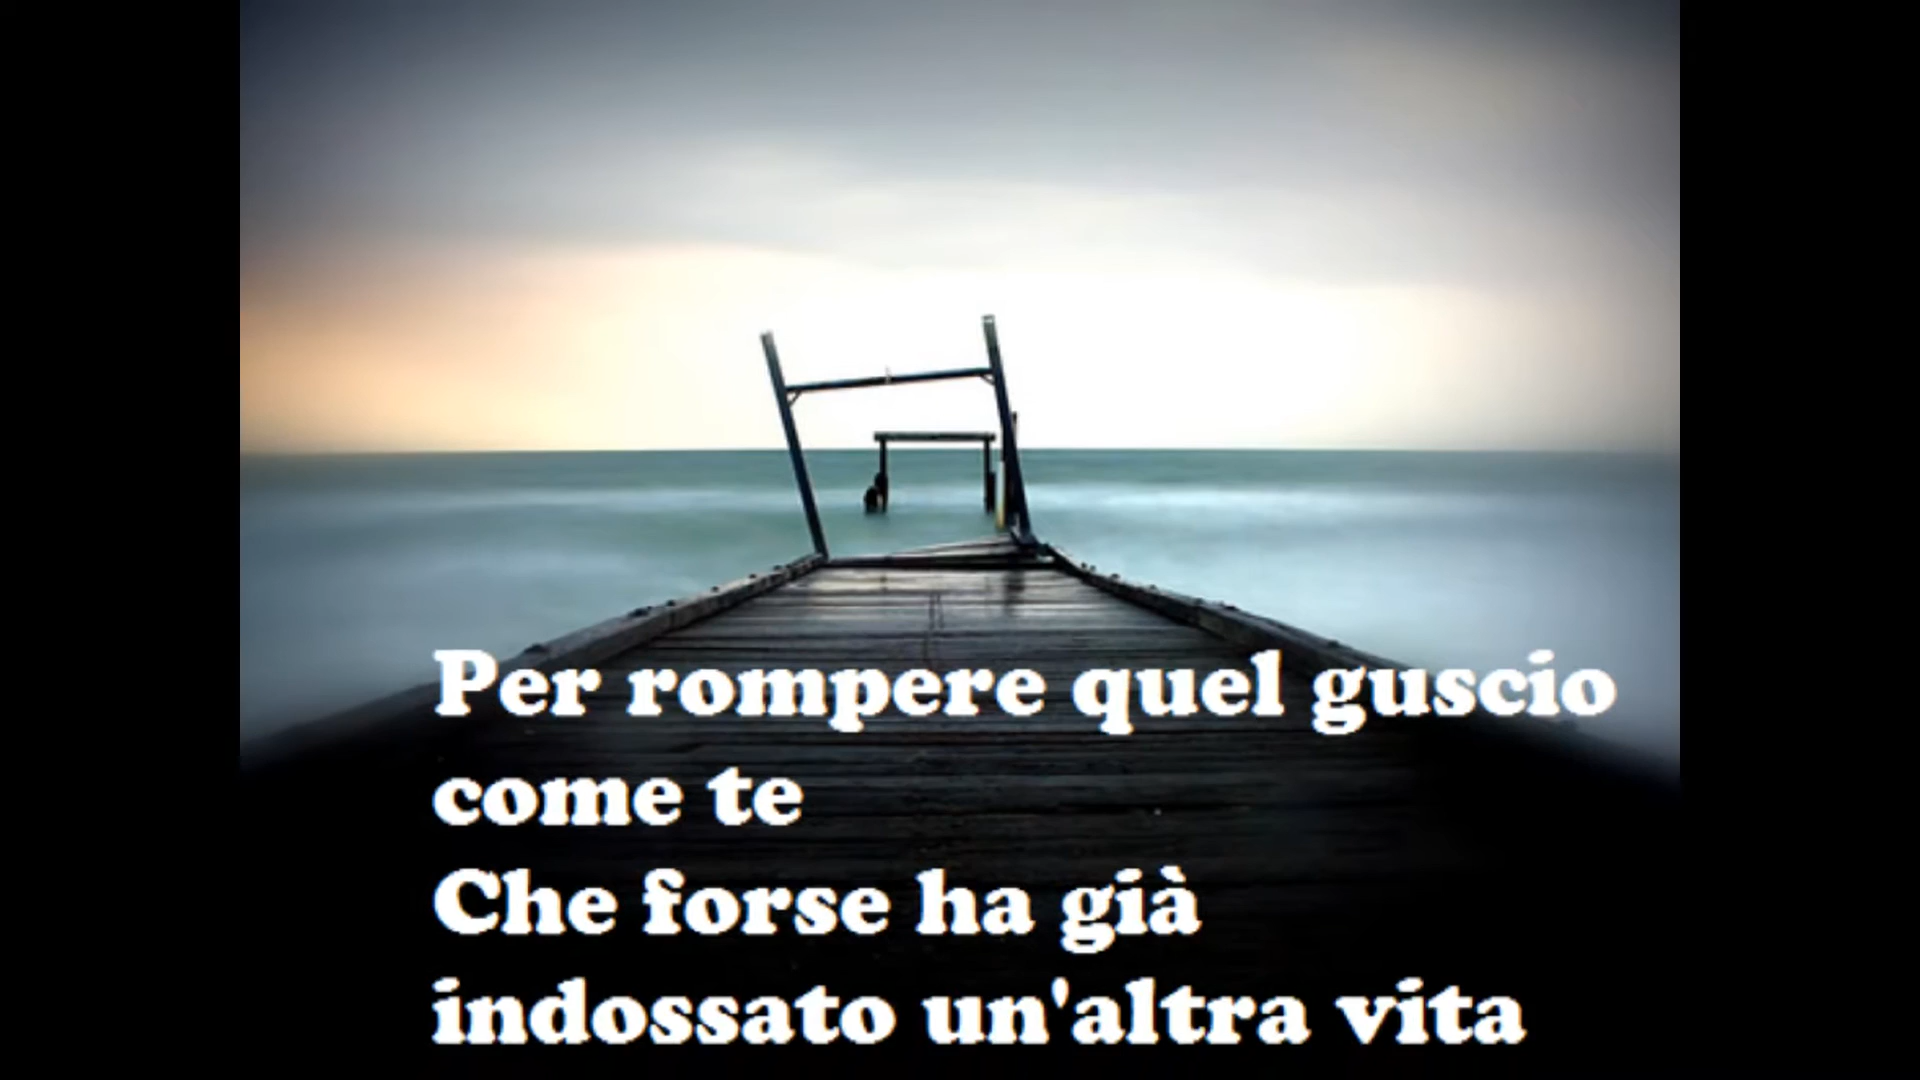 Per rompere quel guscio
come te
Che forse ha già
indossato un'altra vita